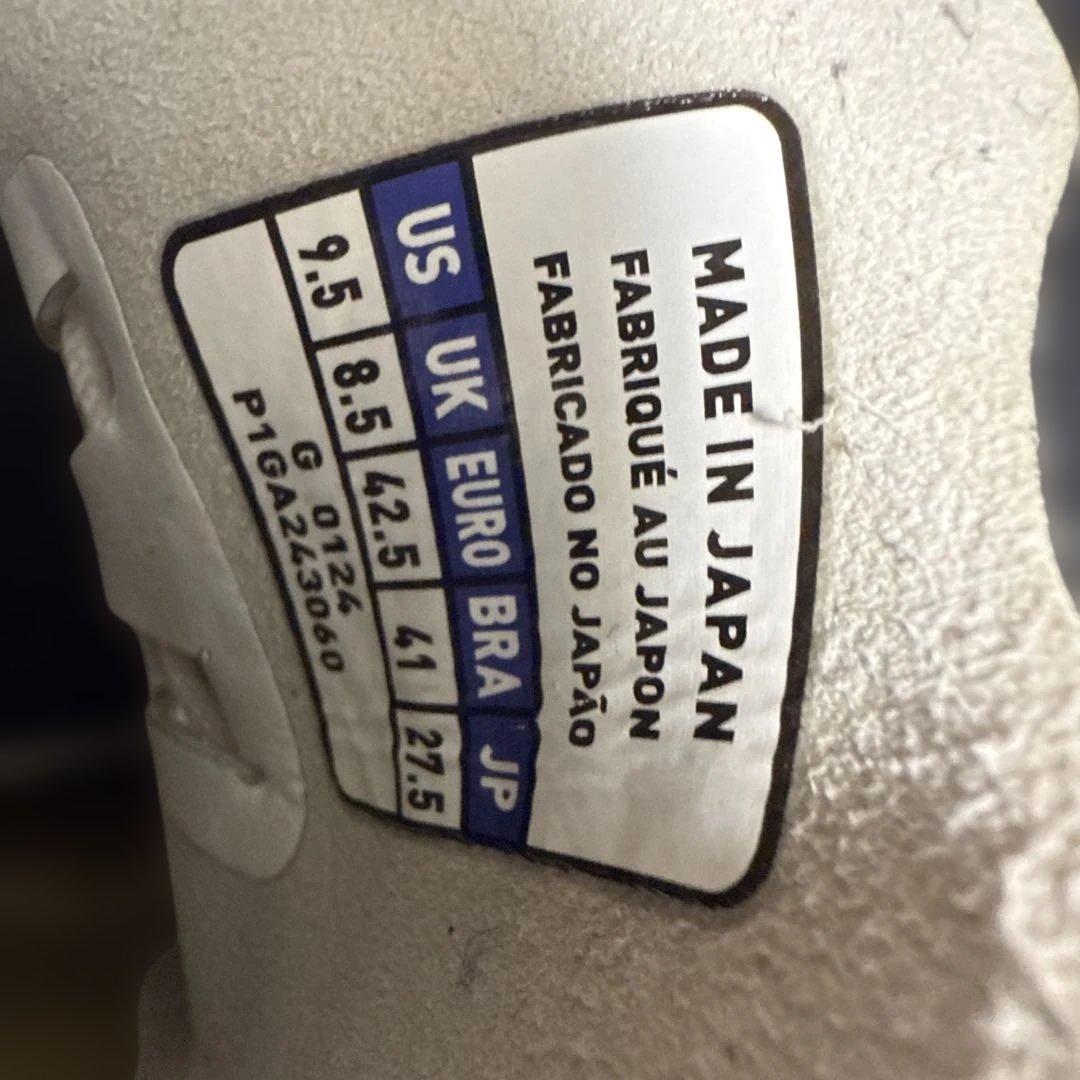 MADE IN JAPAN
FABRIQUÉ AU JAPON
FABRICADO NO JAPÃO
US UK EURO BRA JP
9.5 8.5 42.5 41 27.5
G 0124
P1GA243060